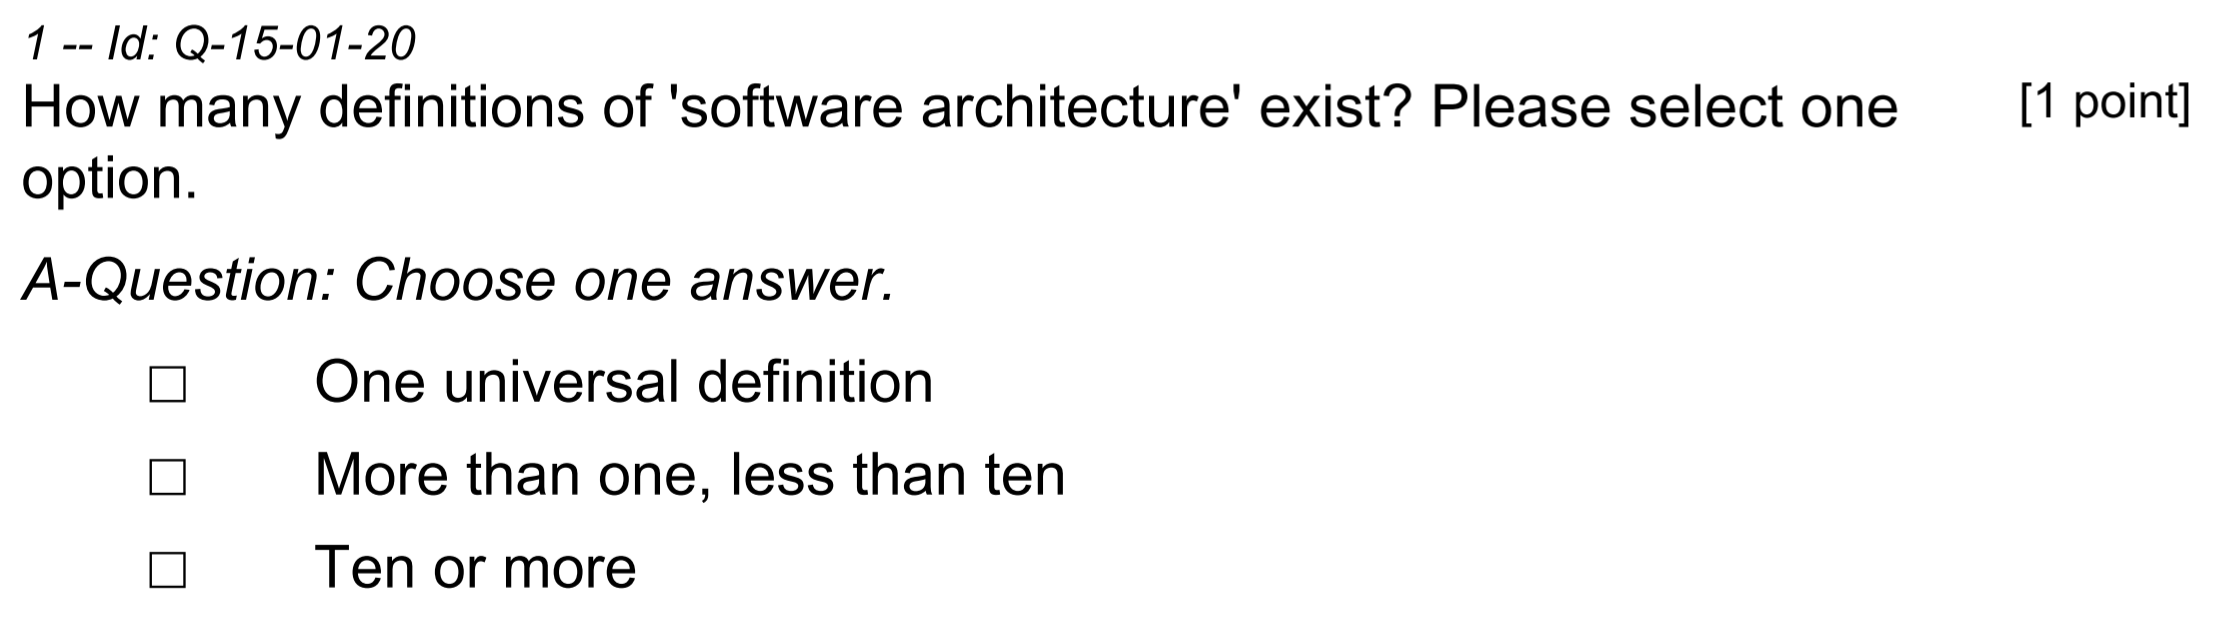 1 -- Id: Q-15-01-20
How many definitions of 'software architecture' exist? Please select one [1 point]
option.
A-Question: Choose one answer.
One universal definition
More than one, less than ten
Ten or more